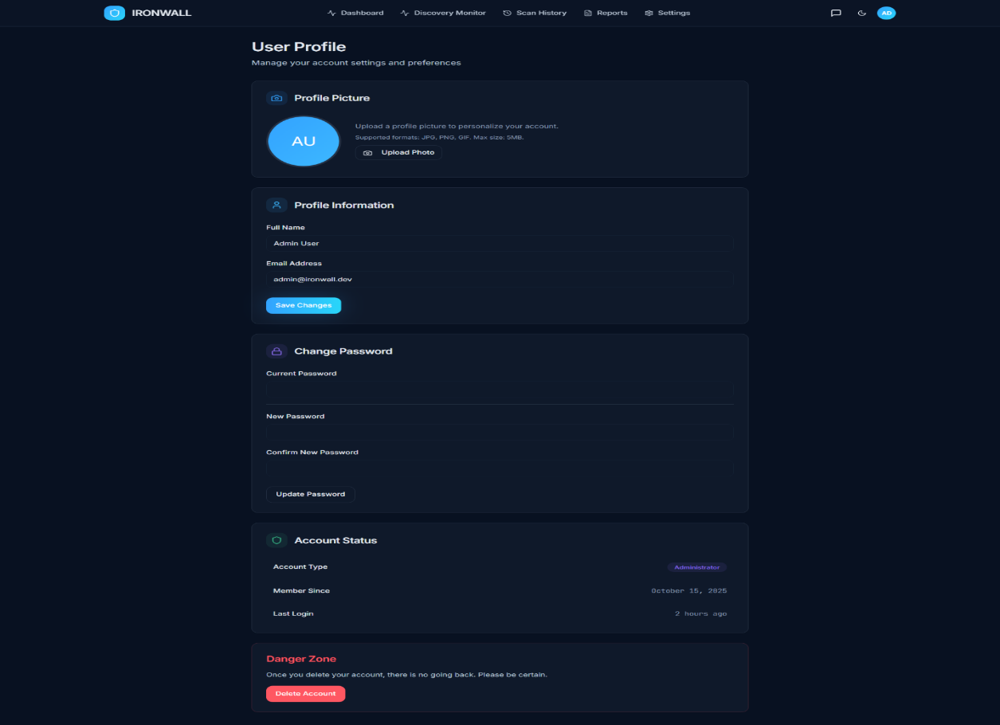 IRONWALL
Dashboard
Discovery Monitor
Scan History
Reports
Settings
AD
User Profile
Manage your account settings and preferences
Profile Picture
AU
Upload a profile picture to personalize your account.
Supported formats: JPG, PNG, GIF. Max size: 5MB.
Upload Photo
Profile Information
Full Name
Admin User
Email Address
admin@ironwall.dev
Save Changes
Change Password
Current Password
New Password
Confirm New Password
Update Password
Account Status
Account Type
Administrator
Member Since
October 15, 2025
Last Login
2 hours ago
Danger Zone
Once you delete your account, there is no going back. Please be certain.
Delete Account